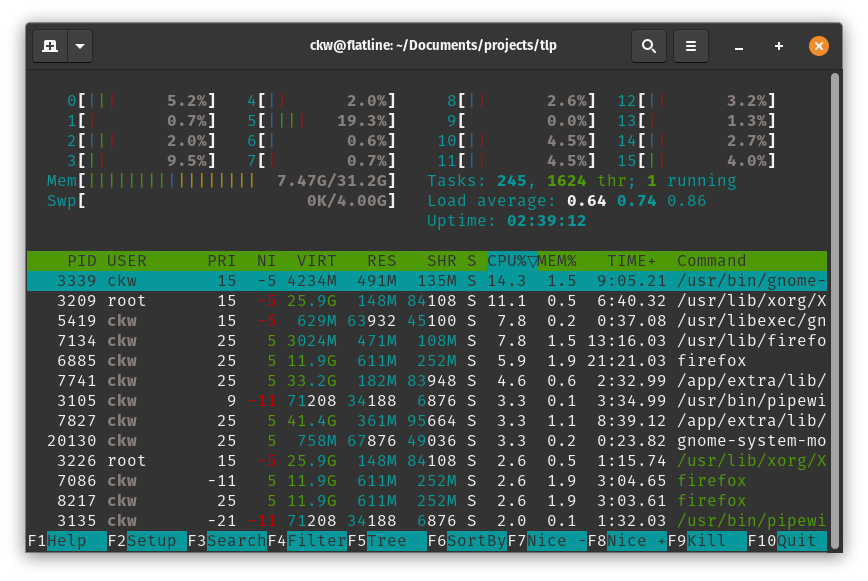 ckw@flatline: ~/Documents/projects/tlp
0[||| 5.2%] 4[|| 2.0%] 8[|| 2.6%] 12[|| 3.2%]
1[| 0.7%] 5[|||| 19.3%] 9[ 0.0%] 13[| 1.3%]
2[||| 2.0%] 6[| 0.6%] 10[|| 4.5%] 14[|| 2.7%]
3[|| 9.5%] 7[| 0.7%] 11[|| 4.5%] 15[|| 4.0%]
Mem[||||||||||||||||| 7.47G/31.2G] Tasks: 245, 1624 thr; 1 running
Swp[ 0K/4.00G] Load average: 0.64 0.74 0.86
Uptime: 02:39:12
PID USER PRI NI VIRT RES SHR S CPU%▽MEM% TIME+ Command
3339 ckw 15 -5 4234M 491M 135M S 14.3 1.5 9:05.21 /usr/bin/gnome-
3209 root 15 -5 25.9G 148M 84108 S 11.1 0.5 6:40.32 /usr/lib/xorg/X
5419 ckw 15 -5 629M 63932 45100 S 7.8 0.2 0:37.08 /usr/libexec/gn
7134 ckw 25 5 3024M 471M 108M S 7.8 1.5 13:16.03 /usr/lib/firefo
6885 ckw 25 5 11.9G 611M 252M S 5.9 1.9 21:21.03 firefox
7741 ckw 25 5 33.2G 182M 83948 S 4.6 0.6 2:32.99 /app/extra/lib/
3105 ckw 9 -11 71208 34188 6876 S 3.3 0.1 3:34.99 /usr/bin/pipewi
7827 ckw 25 5 41.4G 361M 95664 S 3.3 1.1 8:39.12 /app/extra/lib/
20130 ckw 25 5 758M 67876 49036 S 3.3 0.2 0:23.82 gnome-system-mo
3226 root 15 -5 25.9G 148M 84108 S 2.6 0.5 1:15.74 /usr/lib/xorg/X
7086 ckw -11 5 11.9G 611M 252M S 2.6 1.9 3:04.65 firefox
8217 ckw 25 5 11.9G 611M 252M S 2.6 1.9 3:03.61 firefox
3135 ckw -21 -11 71208 34188 6876 S 2.0 0.1 1:32.03 /usr/bin/pipewi
F1Help F2Setup F3SearchF4FilterF5Tree F6SortByF7Nice -F8Nice +F9Kill F10Quit